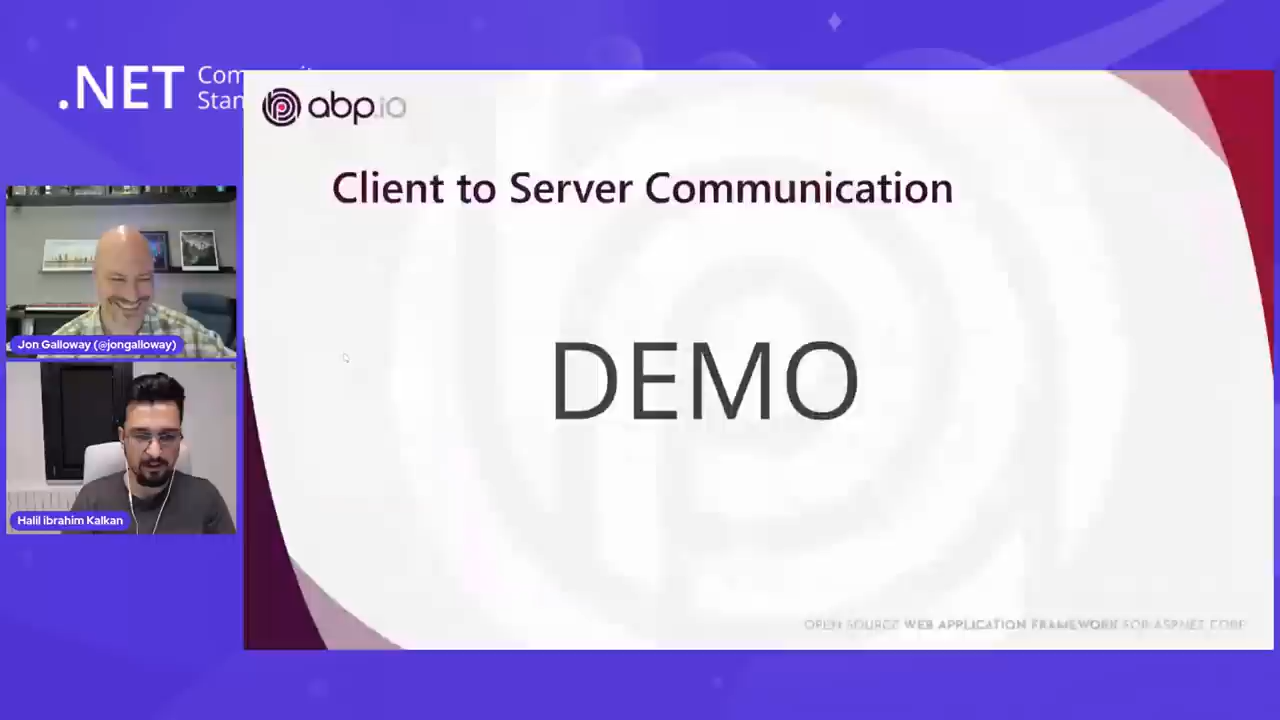 .NET
abp.io
Client to Server Communication
DEMO
Jon Galloway (@jongalloway)
Halil ibrahim Kalkan
OPEN SOURCE WEB APPLICATION FRAMEWORK FOR ASP.NET CORE